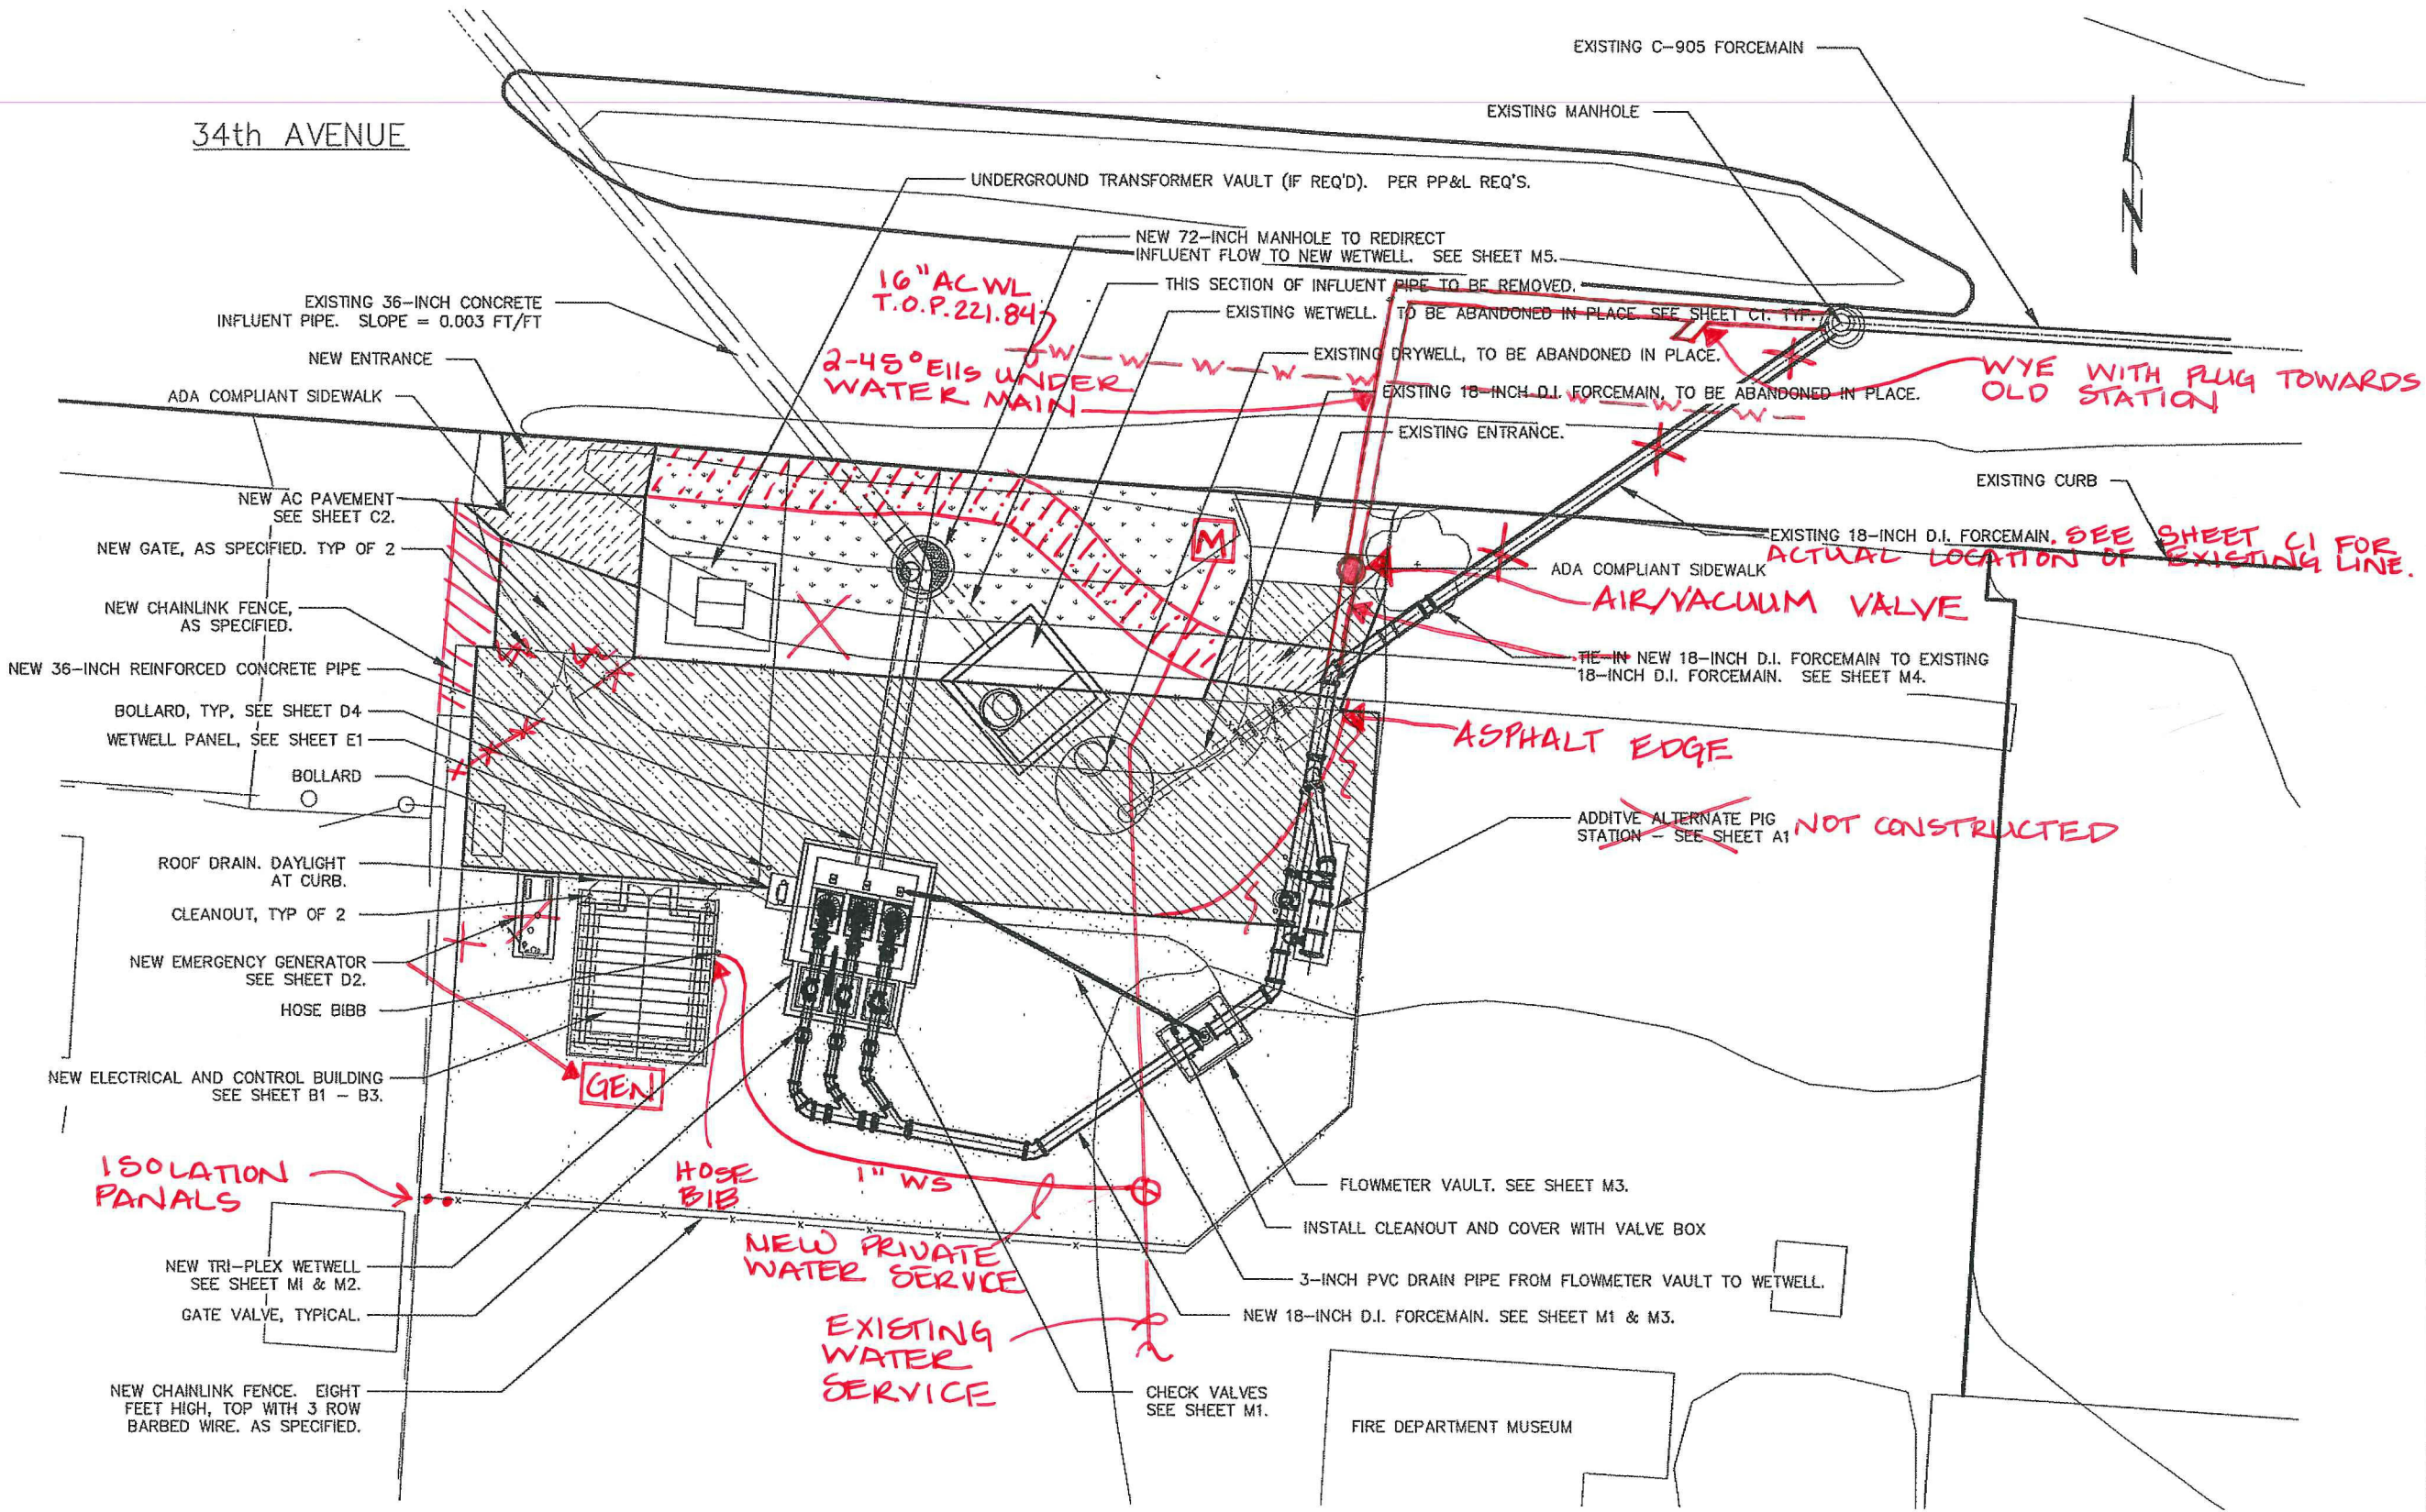 EXISTING C-905 FORCEMAIN
EXISTING MANHOLE
34th AVENUE
N
UNDERGROUND TRANSFORMER VAULT (IF REQ'D). PER PP&L REQ'S.
NEW 72-INCH MANHOLE TO REDIRECT
INFLUENT FLOW TO NEW WETWELL. SEE SHEET M5.
THIS SECTION OF INFLUENT PIPE TO BE REMOVED.
EXISTING WETWELL. TO BE ABANDONED IN PLACE. SEE SHEET C1. TYP.
EXISTING DRYWELL, TO BE ABANDONED IN PLACE.
EXISTING 18-INCH D.I. FORCEMAIN, TO BE ABANDONED IN PLACE.
EXISTING ENTRANCE.
16" AC WL
T.O.P. 221.84
2-45° Ells UNDER
WATER MAIN
W W W W W W W
WYE WITH PLUG TOWARDS
OLD STATION
EXISTING 36-INCH CONCRETE
INFLUENT PIPE. SLOPE = 0.003 FT/FT
NEW ENTRANCE
ADA COMPLIANT SIDEWALK
NEW AC PAVEMENT
SEE SHEET C2.
NEW GATE, AS SPECIFIED. TYP OF 2
NEW CHAINLINK FENCE,
AS SPECIFIED.
NEW 36-INCH REINFORCED CONCRETE PIPE
BOLLARD, TYP, SEE SHEET D4
WETWELL PANEL, SEE SHEET E1
BOLLARD
ROOF DRAIN. DAYLIGHT
AT CURB.
CLEANOUT, TYP OF 2
NEW EMERGENCY GENERATOR
SEE SHEET D2.
HOSE BIBB
NEW ELECTRICAL AND CONTROL BUILDING
SEE SHEET B1 - B3.
GEN
M
EXISTING CURB
EXISTING 18-INCH D.I. FORCEMAIN. SEE SHEET C1 FOR
ACTUAL LOCATION OF EXISTING LINE.
ADA COMPLIANT SIDEWALK
AIR/VACUUM VALVE
TIE-IN NEW 18-INCH D.I. FORCEMAIN TO EXISTING
18-INCH D.I. FORCEMAIN. SEE SHEET M4.
ASPHALT EDGE
ADDITVE ALTERNATE PIG
STATION - SEE SHEET A1 NOT CONSTRUCTED
ISOLATION
PANALS
HOSE
BIB
1" WS
NEW PRIVATE
WATER SERVICE
EXISTING
WATER
SERVICE
NEW TRI-PLEX WETWELL
SEE SHEET M1 & M2.
GATE VALVE, TYPICAL.
NEW CHAINLINK FENCE. EIGHT
FEET HIGH, TOP WITH 3 ROW
BARBED WIRE. AS SPECIFIED.
FLOWMETER VAULT. SEE SHEET M3.
INSTALL CLEANOUT AND COVER WITH VALVE BOX
3-INCH PVC DRAIN PIPE FROM FLOWMETER VAULT TO WETWELL.
NEW 18-INCH D.I. FORCEMAIN. SEE SHEET M1 & M3.
CHECK VALVES
SEE SHEET M1.
FIRE DEPARTMENT MUSEUM